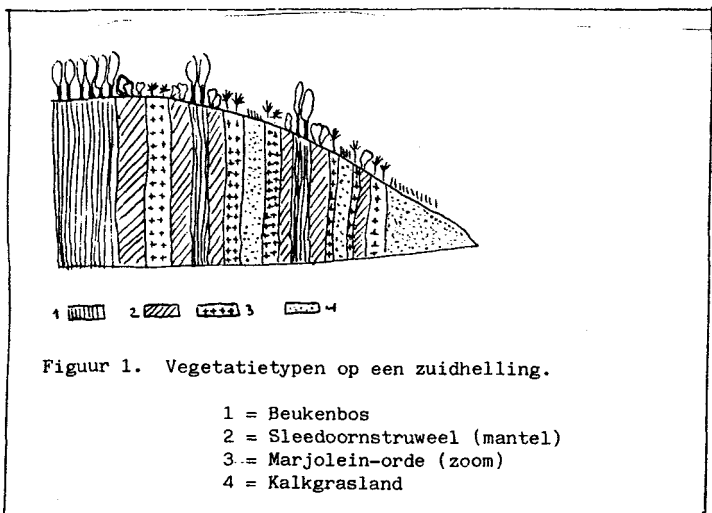 1 2 3 4
Figuur 1. Vegetatietypen op een zuidhelling.
1 = Beukenbos
2 = Sleedoornstruweel (mantel)
3 = Marjolein-orde (zoom)
4 = Kalkgrasland